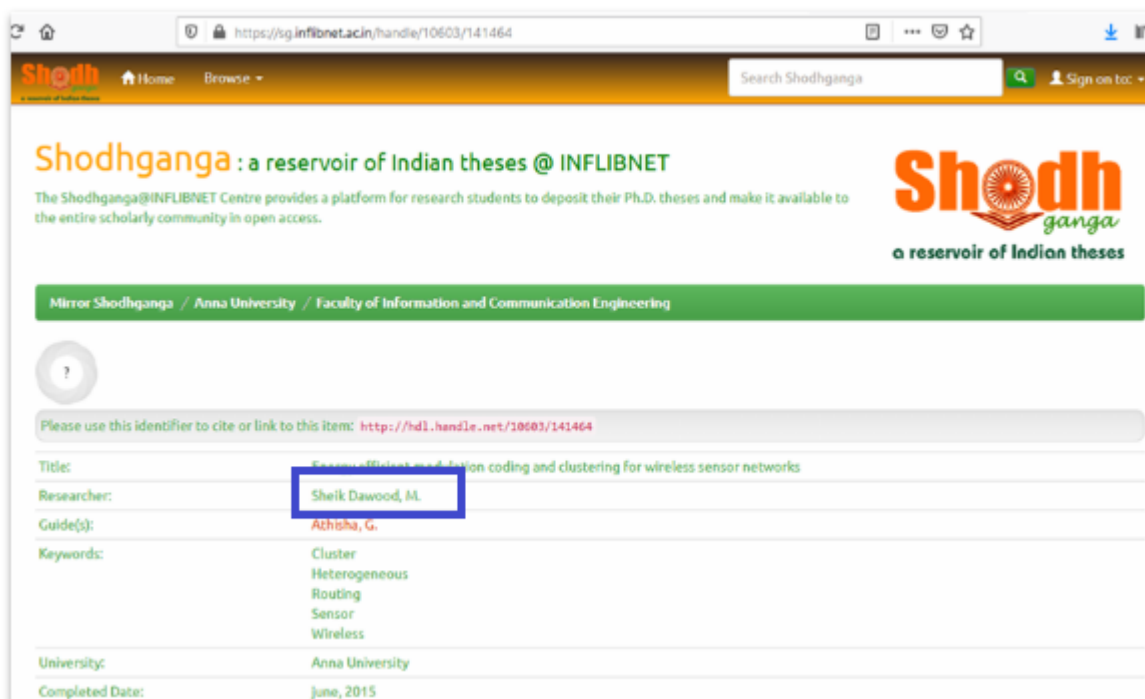 https://sg.inflibnet.ac.in/handle/10603/141464
Shodh ganga
a reservoir of Indian theses
Home Browse Search Shodhganga Sign on to:
Shodhganga : a reservoir of Indian theses @ INFLIBNET
The Shodhganga@INFLIBNET Centre provides a platform for research students to deposit their Ph.D. theses and make it available to
the entire scholarly community in open access.
Shodh
ganga
a reservoir of Indian theses
Mirror Shodhganga / Anna University / Faculty of Information and Communication Engineering
?
Please use this identifier to cite or link to this item: http://hdl.handle.net/10603/141464
Title: Energy efficient modulation coding and clustering for wireless sensor networks
Researcher: Sheik Dawood, M.
Guide(s): Athisha, G.
Keywords: Cluster
Heterogeneous
Routing
Sensor
Wireless
University: Anna University
Completed Date: June, 2015